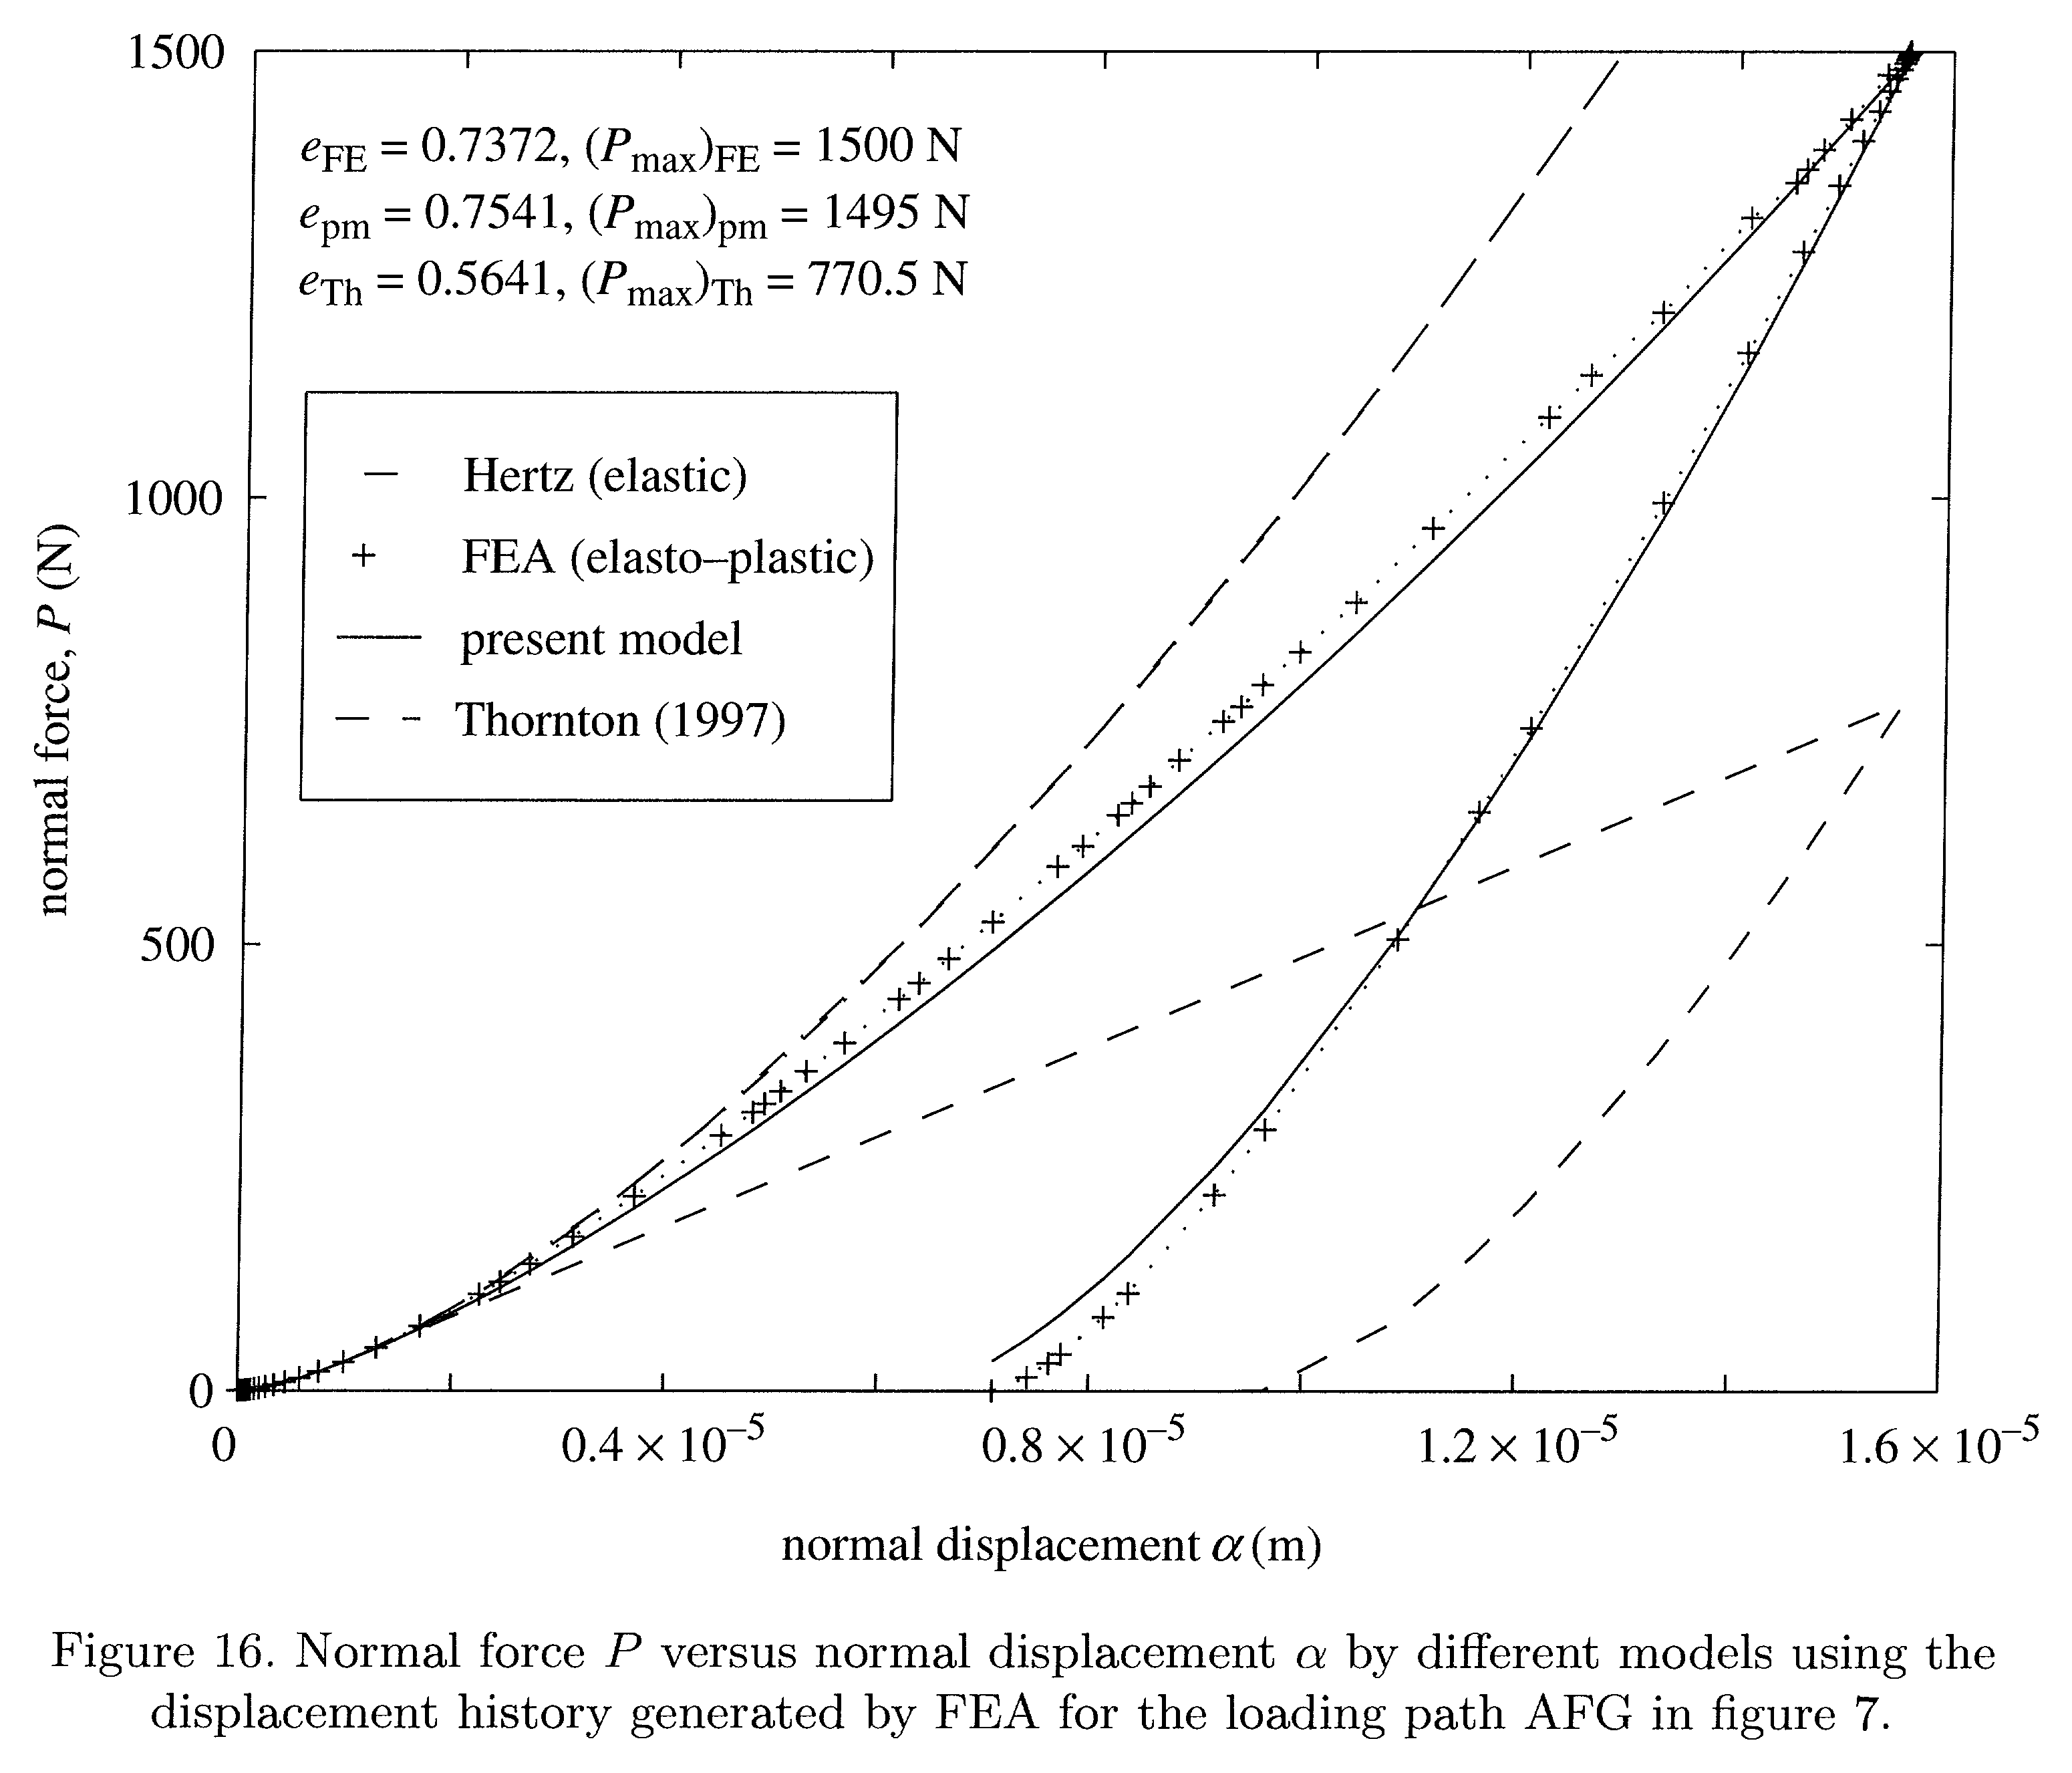 1500
e_FE = 0.7372, (P_max)_FE = 1500 N
e_pm = 0.7541, (P_max)_pm = 1495 N
e_Th = 0.5641, (P_max)_Th = 770.5 N
Hertz (elastic)
FEA (elasto–plastic)
present model
Thornton (1997)
1000
500
0
normal force, P (N)
0 0.4 × 10⁻⁵ 0.8 × 10⁻⁵ 1.2 × 10⁻⁵ 1.6 × 10⁻⁵
normal displacement α (m)
Figure 16. Normal force P versus normal displacement α by different models using the
displacement history generated by FEA for the loading path AFG in figure 7.